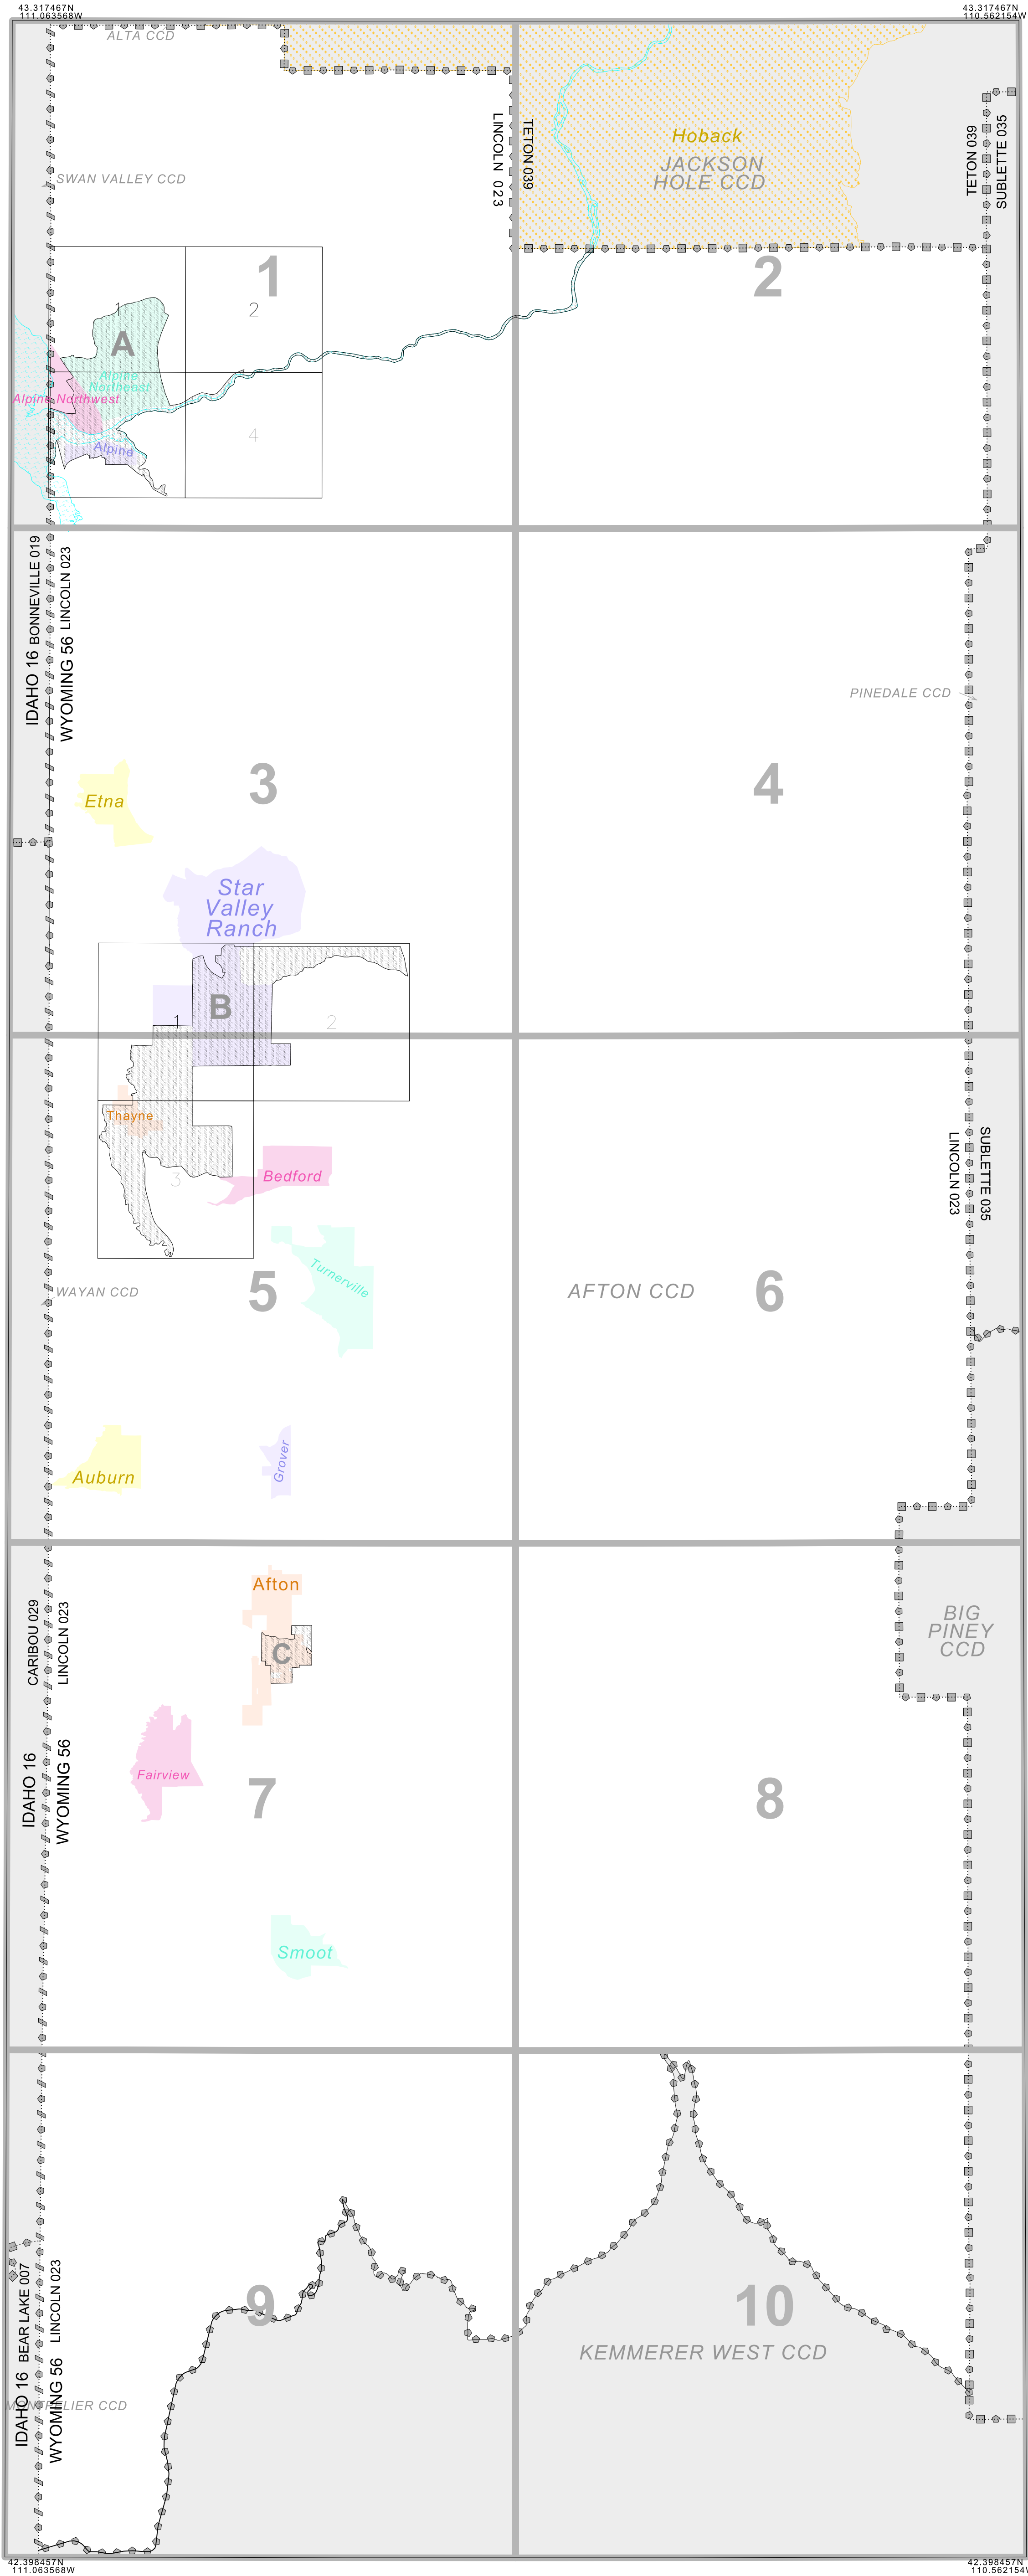 43.317467N
111.063568W
43.317467N
110.562154W
ALTA CCD
LINCOLN 023
TETON 039
Hoback
JACKSON
HOLE CCD
TETON 039
SUBLETTE 035
SWAN VALLEY CCD
1
2
1
2
A
Alpine
Northeast
Alpine Northwest
4
Alpine
IDAHO 16 BONNEVILLE 019
WYOMING 56 LINCOLN 023
PINEDALE CCD
3
4
Etna
Star
Valley
Ranch
B
1
2
Thayne
3
Bedford
LINCOLN 023
SUBLETTE 035
Turnerville
5
AFTON CCD
6
WAYAN CCD
Auburn
Grover
Afton
C
CARIBOU 029
LINCOLN 023
BIG
PINEY
CCD
IDAHO 16
WYOMING 56
Fairview
7
8
Smoot
9
10
IDAHO 16 BEAR LAKE 007
WYOMING 56 LINCOLN 023
KEMMERER WEST CCD
MONTPELIER CCD
42.398457N
111.063568W
42.398457N
110.562154W